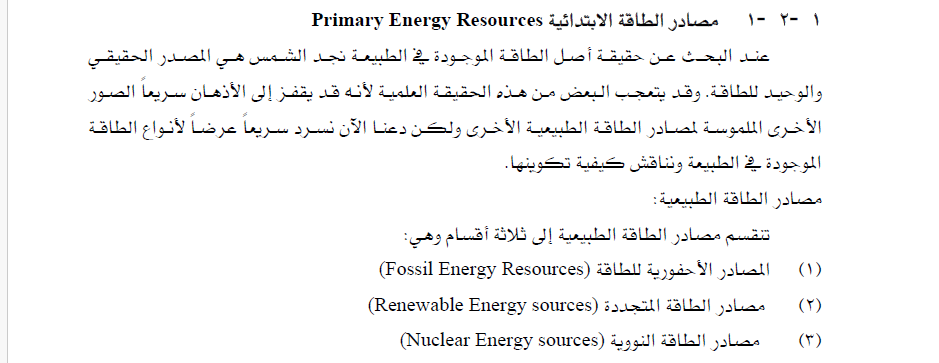 ١ -٢ -١ مصادر الطاقة الابتدائية Primary Energy Resources
عند البحث عن حقيقة أصل الطاقة الموجودة في الطبيعة نجد الشمس هي المصدر الحقيقي
والوحيد للطاقة. وقد يتعجب البعض من هذه الحقيقة العلمية لأنه قد يقفز إلى الأذهان سريعاً الصور
الأخرى الملموسة لمصادر الطاقة الطبيعية الأخرى ولكن دعنا الآن نسرد سريعاً عرضاً لأنواع الطاقة
الموجودة في الطبيعة ونناقش كيفية تكوينها.
مصادر الطاقة الطبيعية:
تنقسم مصادر الطاقة الطبيعية إلى ثلاثة أقسام وهي:
(١) المصادر الأحفورية للطاقة (Fossil Energy Resources)
(٢) مصادر الطاقة المتجددة (Renewable Energy sources)
(٣) مصادر الطاقة النووية (Nuclear Energy sources)